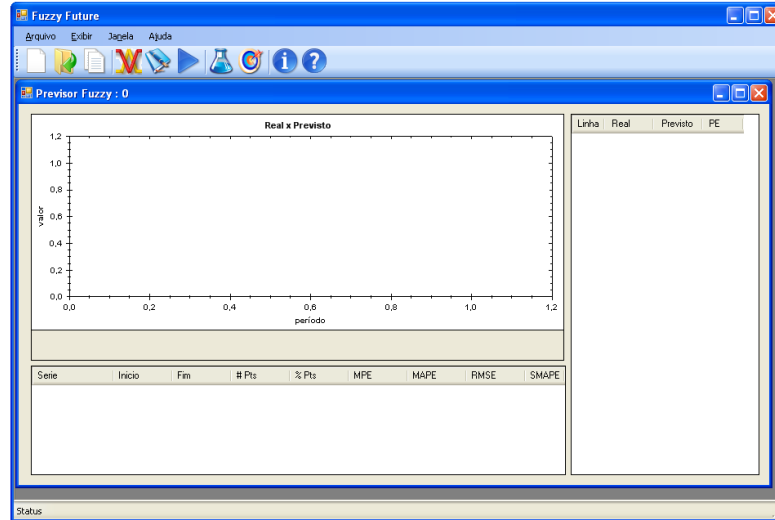 Fuzzy Future
Arquivo Exibir Janela Ajuda
Previsor Fuzzy : 0
Real x Previsto
1,2
1,0
0,8
0,6
0,4
0,2
0,0
valor
0,0 0,2 0,4 0,6 0,8 1,0 1,2
período
Linha Real Previsto PE
Serie Inicio Fim # Pts % Pts MPE MAPE RMSE SMAPE
Status